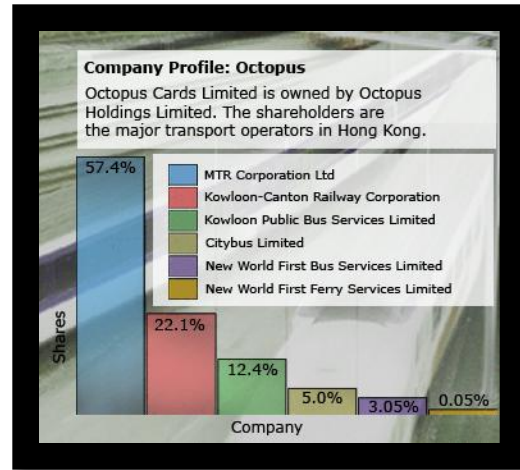 Company Profile: Octopus
Octopus Cards Limited is owned by Octopus
Holdings Limited. The shareholders are
the major transport operators in Hong Kong.
57.4%
MTR Corporation Ltd
Kowloon-Canton Railway Corporation
Kowloon Public Bus Services Limited
Citybus Limited
New World First Bus Services Limited
New World First Ferry Services Limited
22.1%
12.4%
5.0%
3.05%
0.05%
Shares
Company